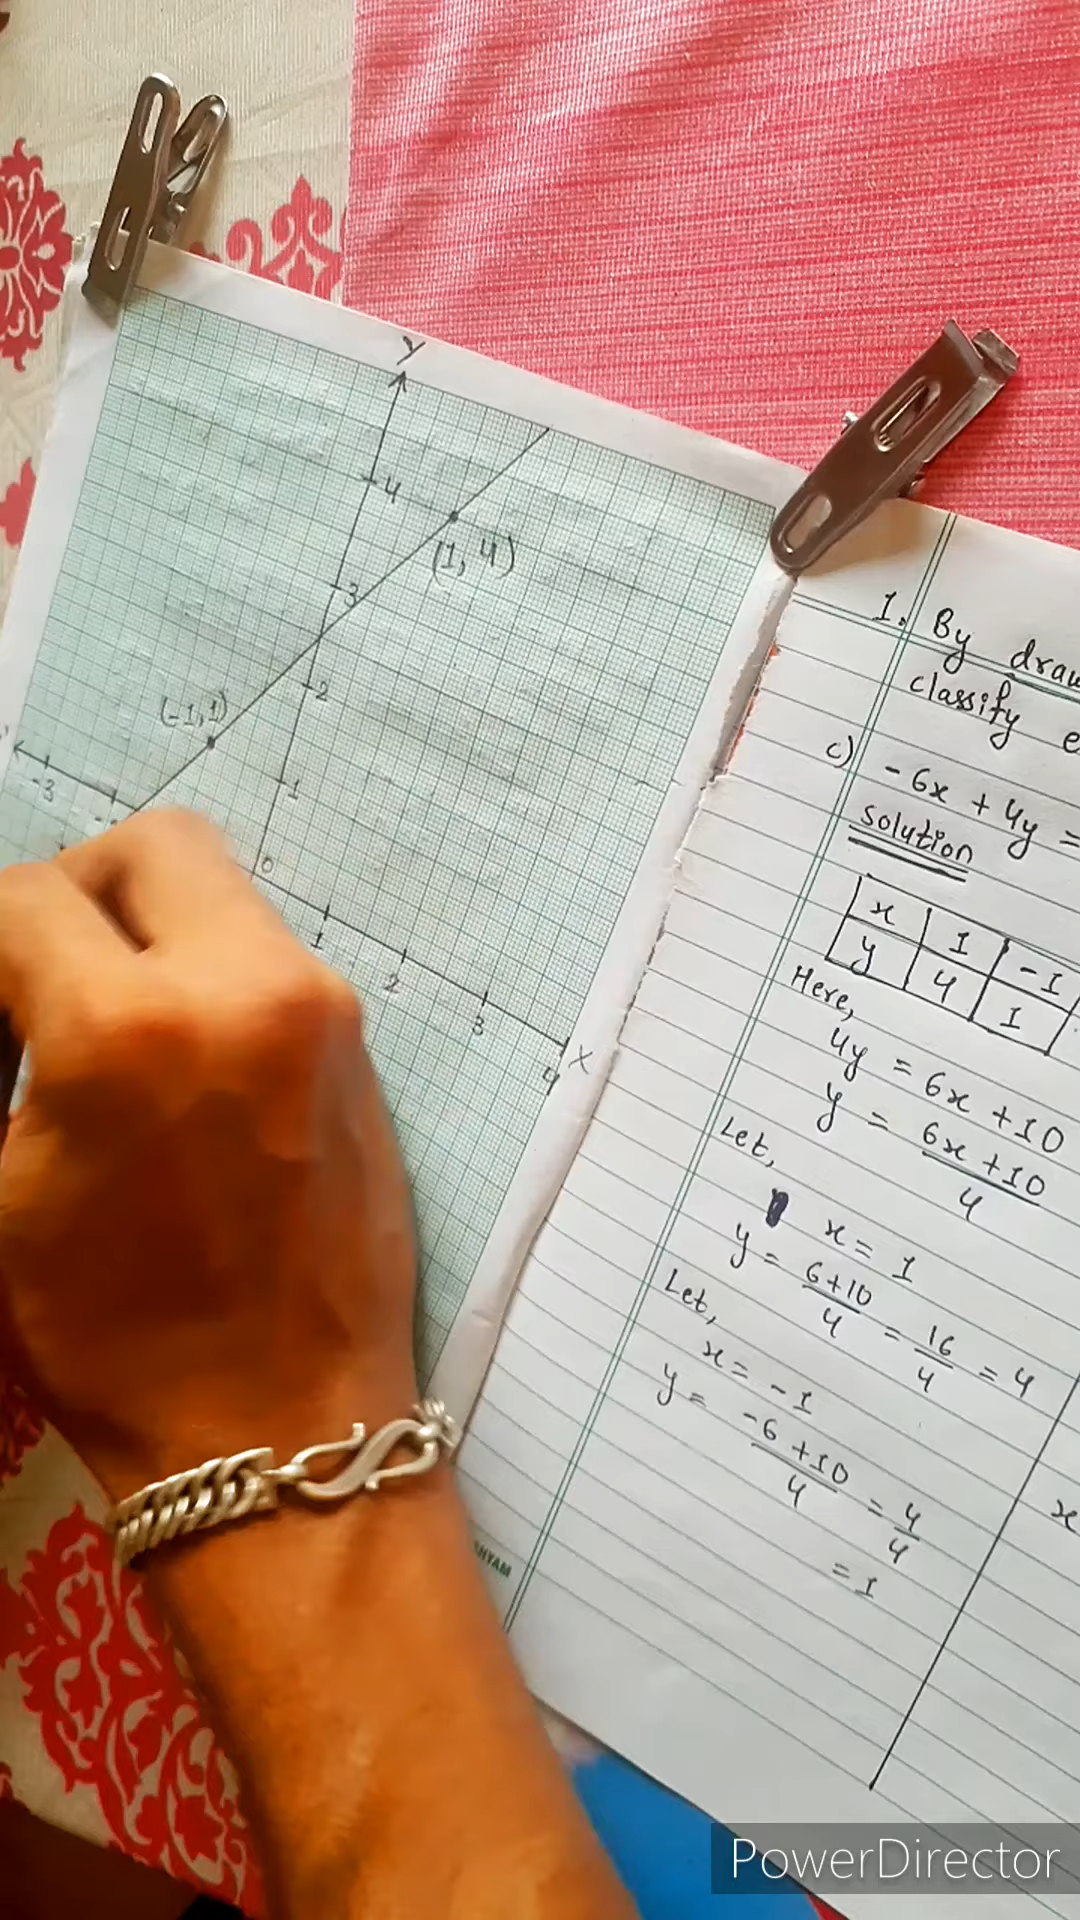 Y
4
(1, 4)
3
2
(-1, 1)
1
-3
0
1
2
3
4
X
1. By
classify
c) -6x + 4y =
solution
x 1 -1
y 4 1
Here,
4y = 6x + 10
y = 6x + 10
4
Let,
x = 1
y = 6+10 = 16 = 4
4 4
Let,
x = -1
y = -6 + 10 = 4
4 4
= 1
x
PowerDirector